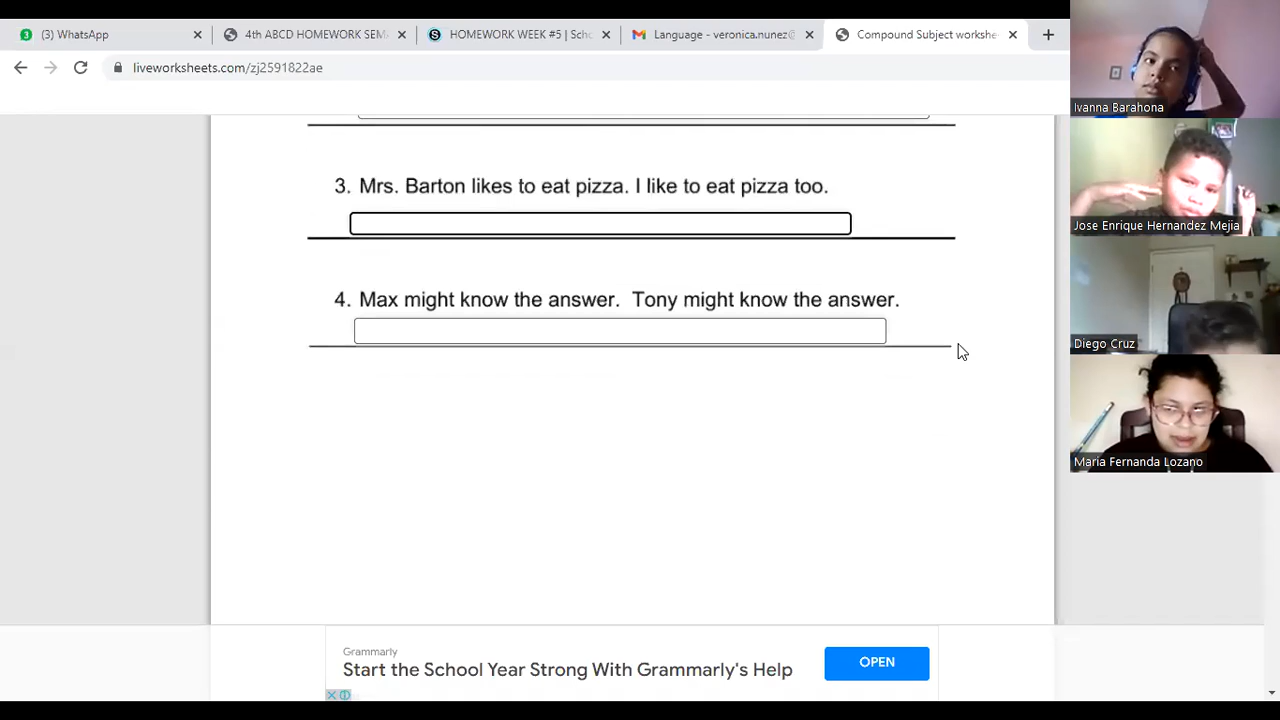 (3) WhatsApp
4th ABCD HOMEWORK SEM
HOMEWORK WEEK #5 | Scho
Language - veronica.nunez@
Compound Subject workshe
liveworksheets.com/zj2591822ae
3. Mrs. Barton likes to eat pizza. I like to eat pizza too.
4. Max might know the answer. Tony might know the answer.
Grammarly
Start the School Year Strong With Grammarly's Help
OPEN
Ivanna Barahona
Jose Enrique Hernandez Mejia
Diego Cruz
María Fernanda Lozano